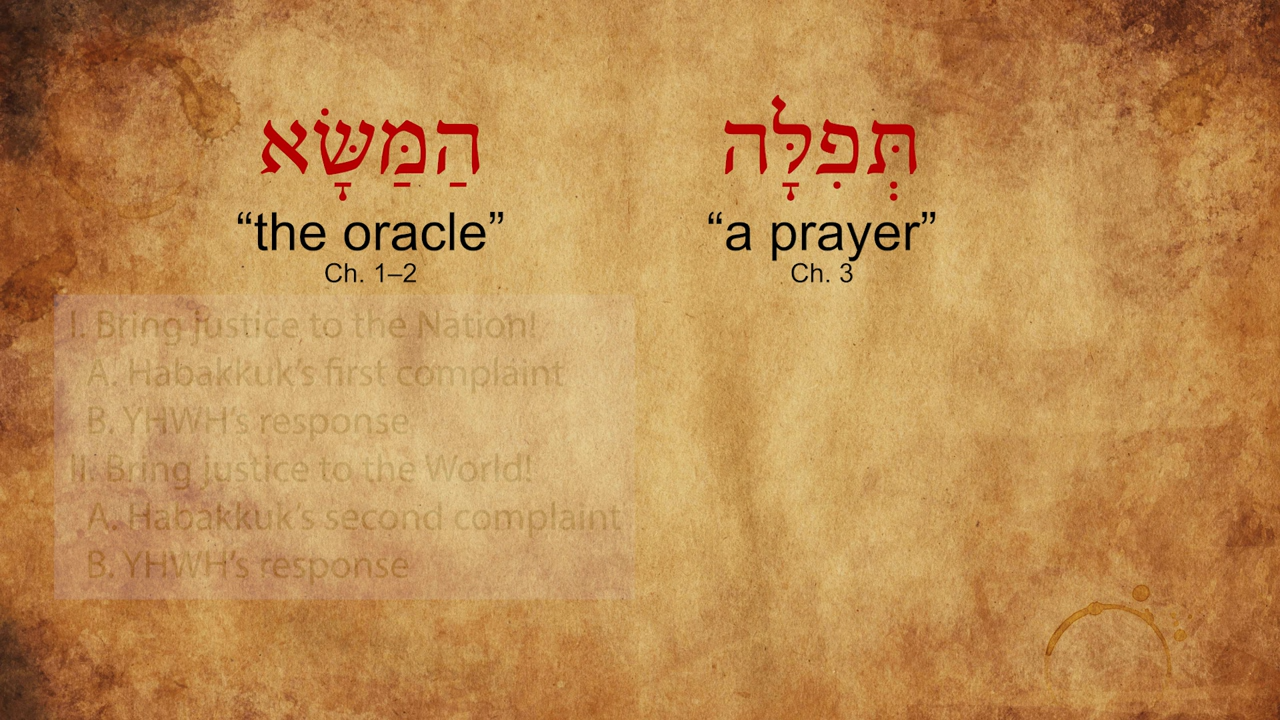 הַמַּשָּׂא
“the oracle”
Ch. 1–2
I. Bring justice to the Nation!
A. Habakkuk’s first complaint
B. YHWH’s response
II. Bring justice to the World!
A. Habakkuk’s second complaint
B. YHWH’s response
תְּפִלָּה
“a prayer”
Ch. 3